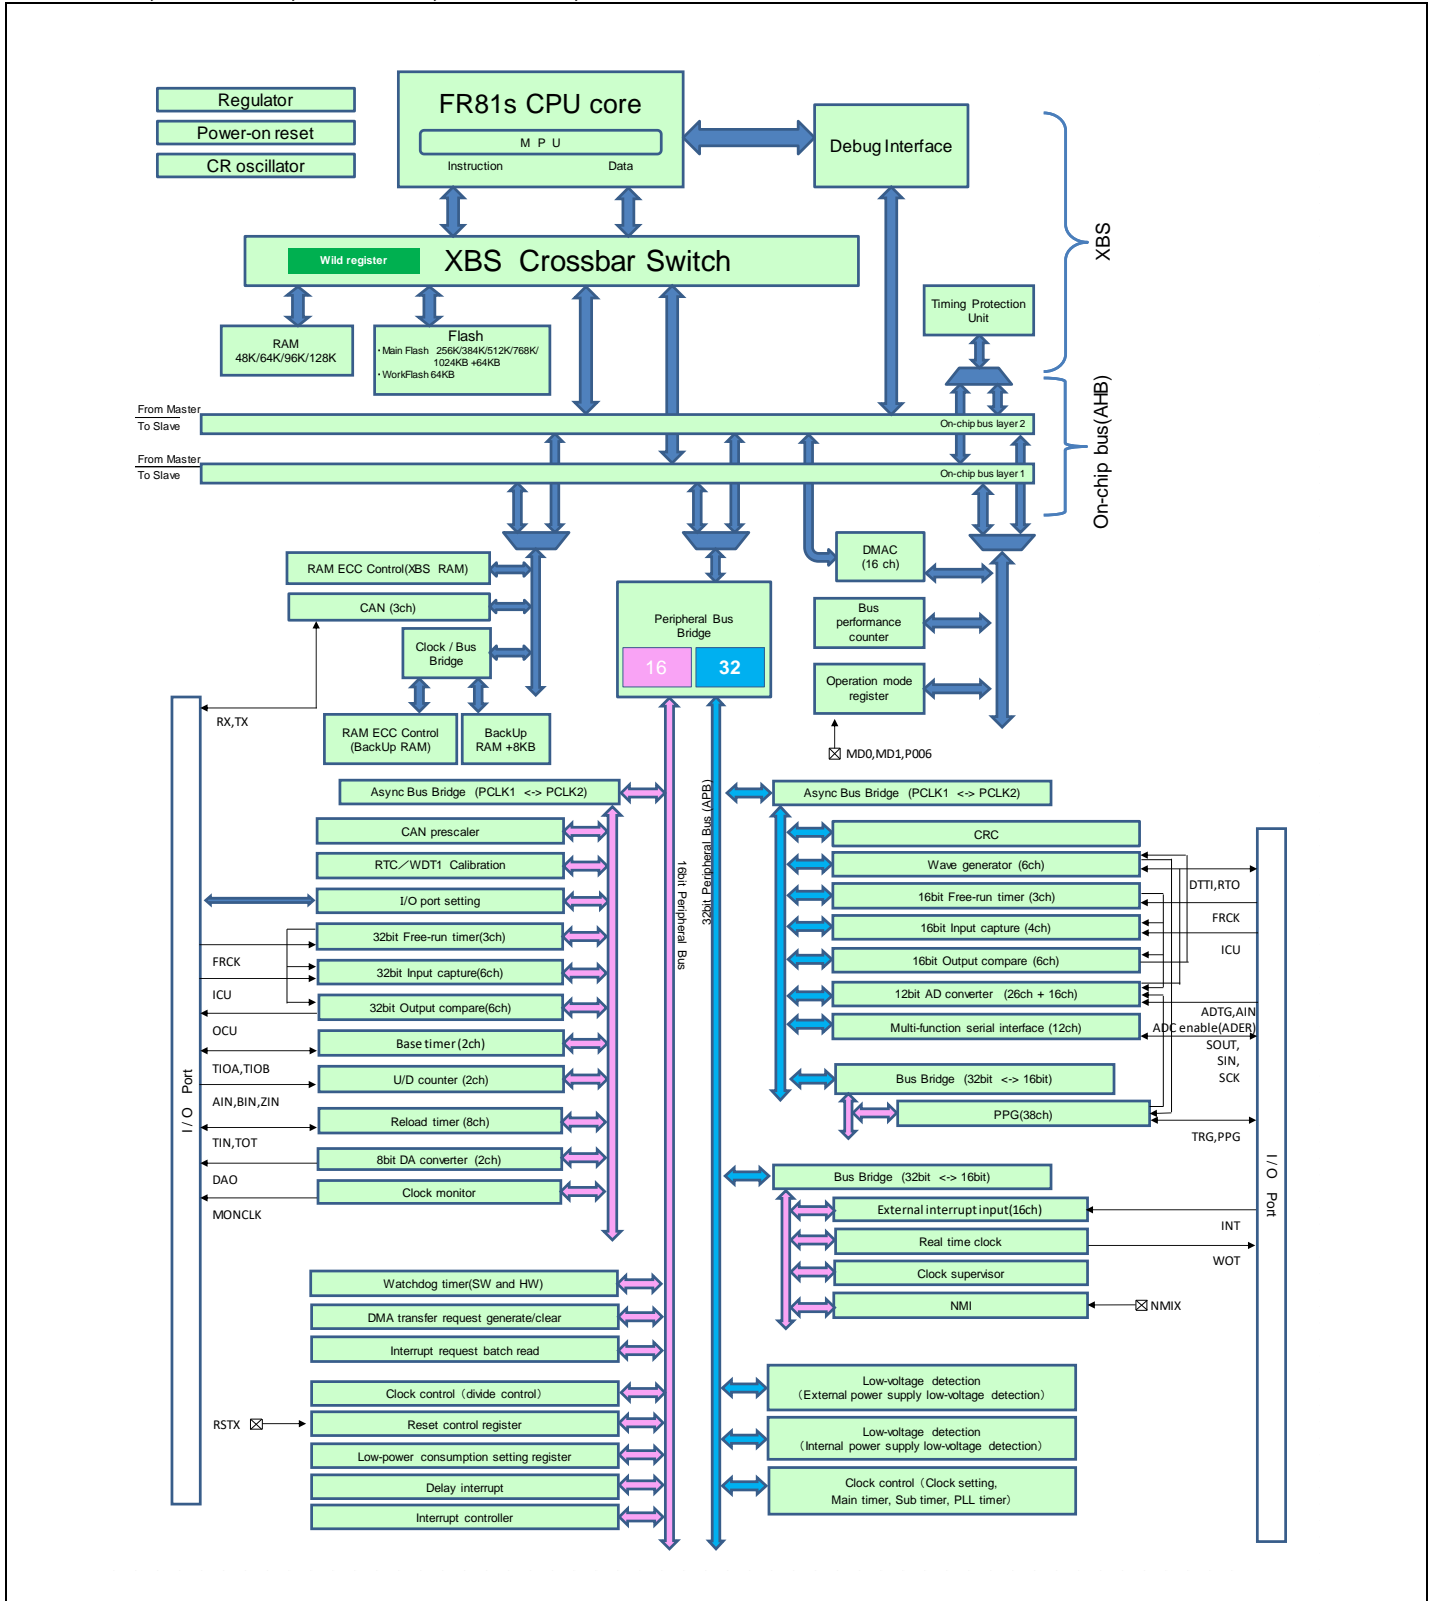 Regulator
Power-on reset
CR oscillator
FR81s CPU core
M P U
Instruction
Data
Debug Interface
XBS
Wild register
XBS Crossbar Switch
Timing Protection
Unit
RAM
48K/64K/96K/128K
Flash
・Main Flash 256K/384K/512K/768K/
1024KB +64KB
・WorkFlash 64KB
On-chip bus(AHB)
From Master
To Slave
On-chip bus layer 2
From Master
To Slave
On-chip bus layer 1
RAM ECC Control(XBS RAM)
CAN (3ch)
Clock / Bus
Bridge
RAM ECC Control
(BackUp RAM)
BackUp
RAM +8KB
RX,TX
Peripheral Bus
Bridge
16
32
DMAC
(16 ch)
Bus
performance
counter
Operation mode
register
MD0,MD1,P006
16bit Peripheral Bus
32bit Peripheral Bus (APB)
Async Bus Bridge (PCLK1 <-> PCLK2)
CAN prescaler
RTC／WDT1 Calibration
I/O port setting
32bit Free-run timer(3ch)
FRCK
32bit Input capture(6ch)
ICU
32bit Output compare(6ch)
OCU
Base timer (2ch)
TIOA,TIOB
U/D counter (2ch)
AIN,BIN,ZIN
Reload timer (8ch)
TIN,TOT
8bit DA converter (2ch)
DAO
Clock monitor
MONCLK
I / O Port
Watchdog timer(SW and HW)
DMA transfer request generate/clear
Interrupt request batch read
Clock control（divide control）
RSTX
Reset control register
Low-power consumption setting register
Delay interrupt
Interrupt controller
Async Bus Bridge (PCLK1 <-> PCLK2)
CRC
Wave generator (6ch)
DTTI,RTO
16bit Free-run timer (3ch)
FRCK
16bit Input capture (4ch)
ICU
16bit Output compare (6ch)
12bit AD converter (26ch + 16ch)
ADTG,AIN
ADC enable(ADER)
Multi-function serial interface (12ch)
SOUT,
SIN,
SCK
Bus Bridge (32bit <-> 16bit)
PPG(38ch)
TRG,PPG
I / O Port
Bus Bridge (32bit <-> 16bit)
External interrupt input(16ch)
INT
Real time clock
WOT
Clock supervisor
NMI
NMIX
Low-voltage detection
（External power supply low-voltage detection）
Low-voltage detection
（Internal power supply low-voltage detection）
Clock control（Clock setting,
Main timer, Sub timer, PLL timer）